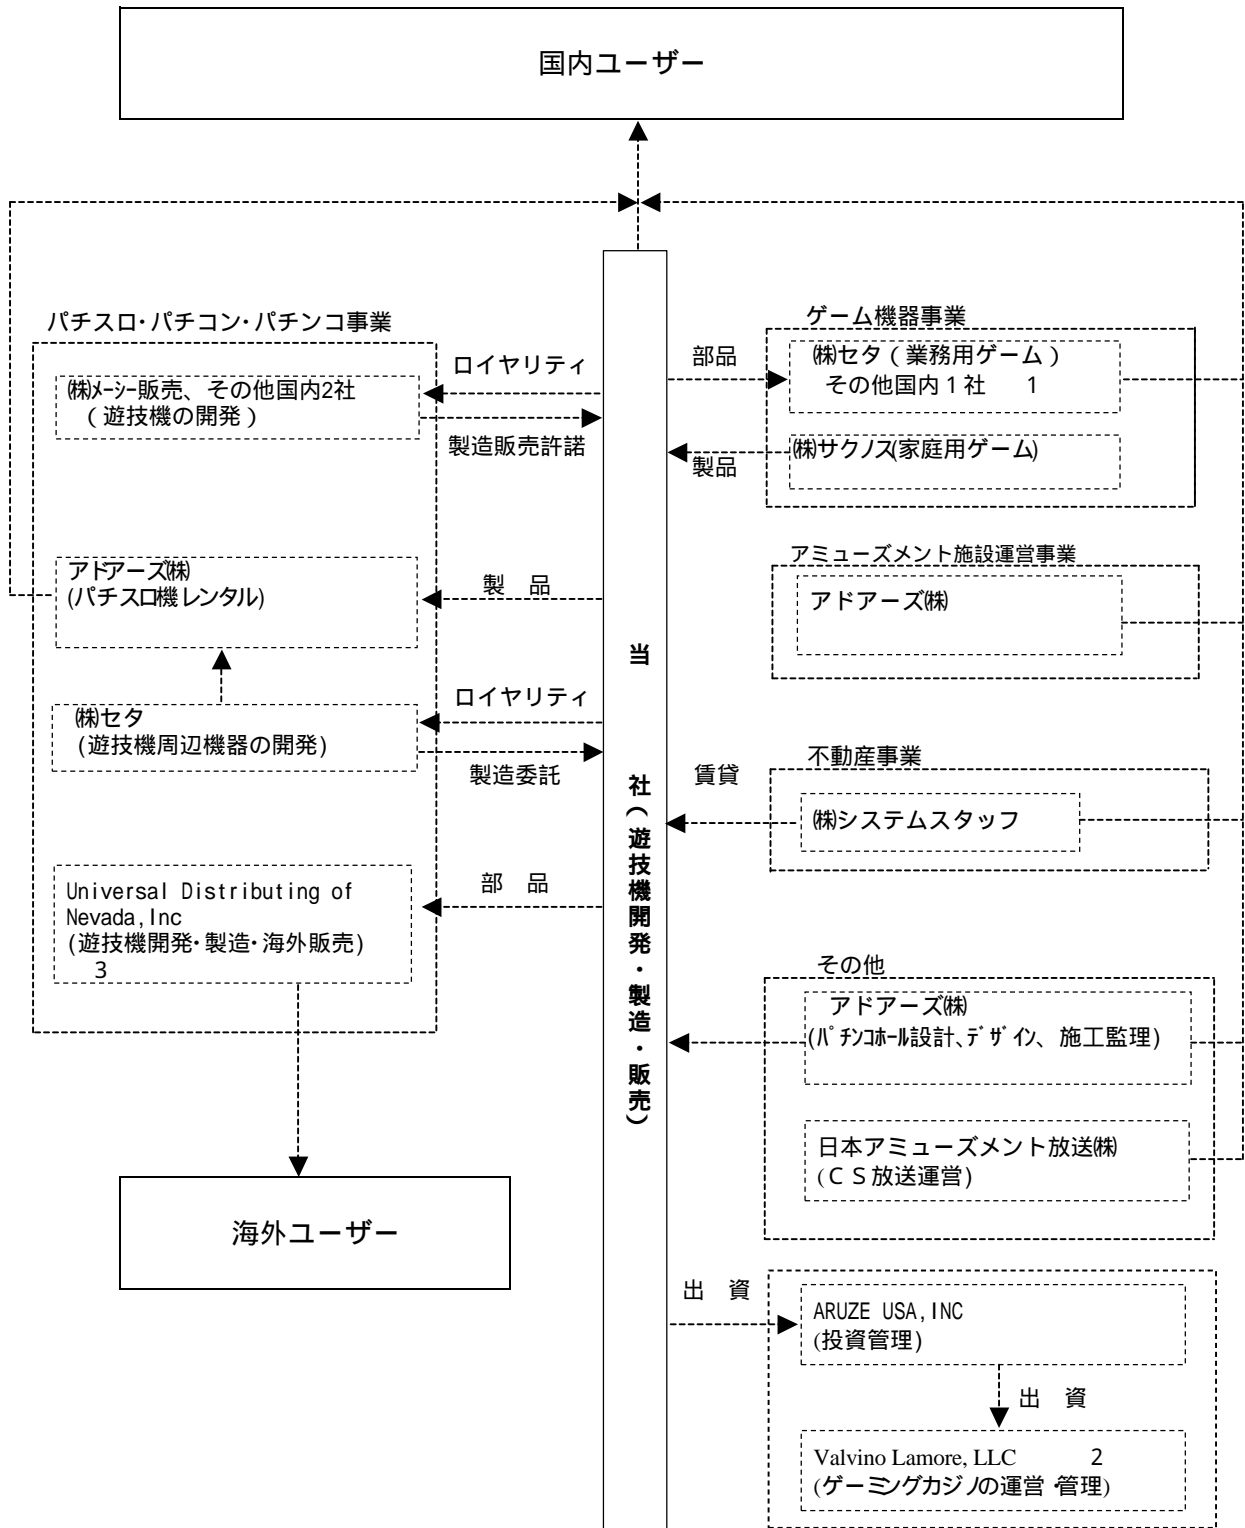 国内ユーザー
パチスロ・パチコン・パチンコ事業
㈱メーシー販売、その他国内2社
(遊技機の開発)
ロイヤリティ
製造販売許諾
アドアーズ㈱
(パチスロ機レンタル)
製 品
㈱セタ
(遊技機周辺機器の開発)
ロイヤリティ
製造委託
Universal Distributing of
Nevada,Inc
(遊技機開発・製造・海外販売)
3
部 品
海外ユーザー
当 社(遊技機開発・製造・販売)
ゲーム機器事業
部品
㈱セタ(業務用ゲーム)
その他国内1社 1
製品
㈱サクノス(家庭用ゲーム)
アミューズメント施設運営事業
アドアーズ㈱
不動産事業
賃貸
㈱システムスタッフ
その他
アドアーズ㈱
(パチンコホール設計、デザイン、施工監理)
日本アミューズメント放送㈱
(CS放送運営)
出 資
ARUZE USA,INC
(投資管理)
出 資
Valvino Lamore, LLC 2
(ゲーミングカジノの運営・管理)